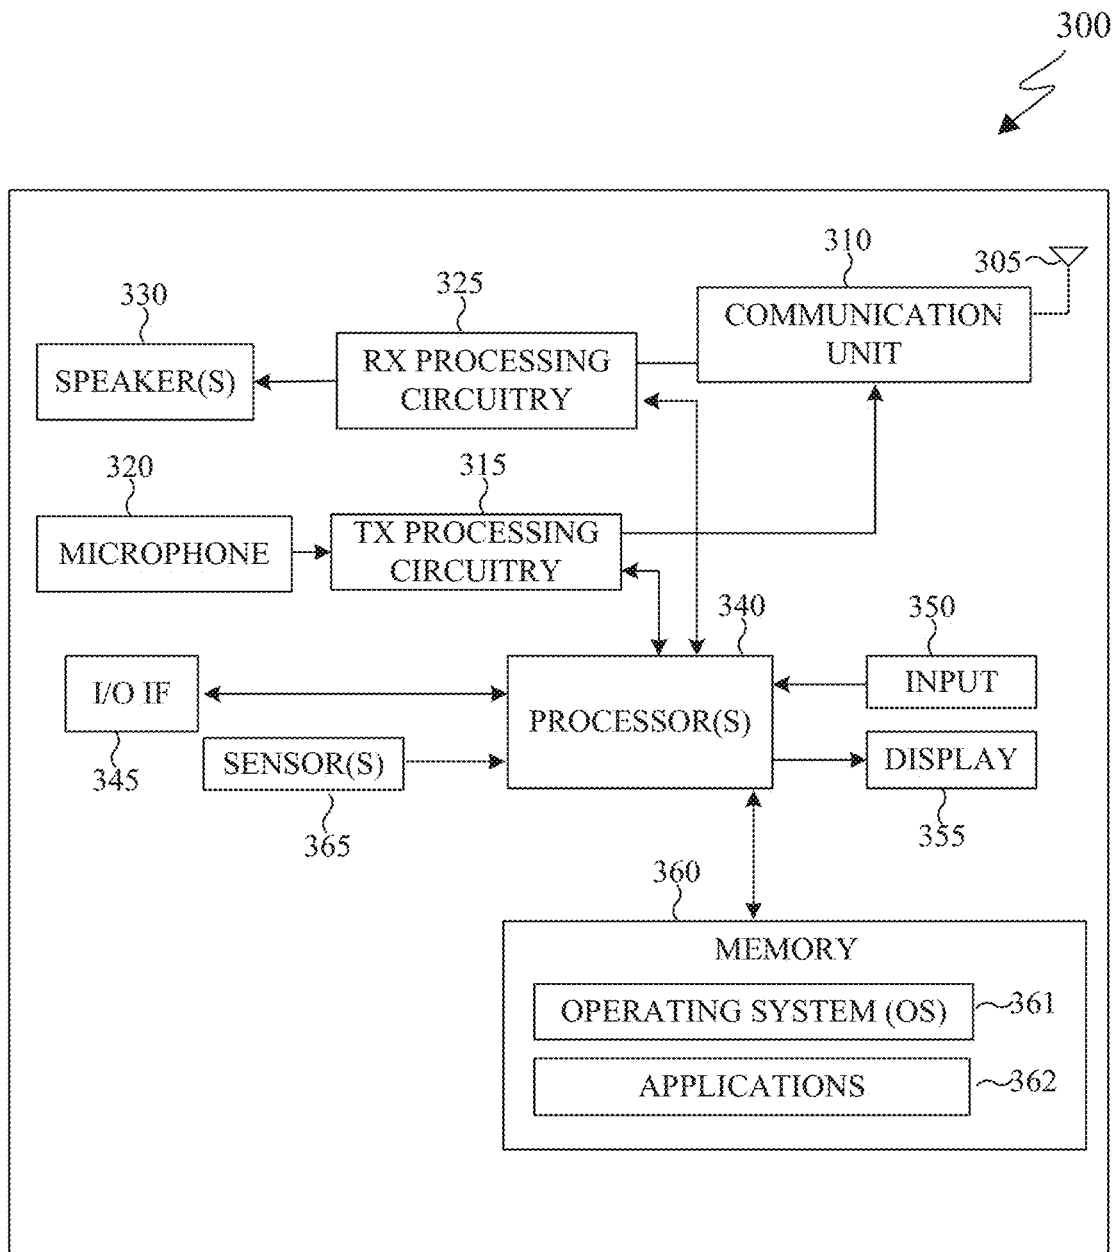 300
310
305
325
330
COMMUNICATION
UNIT
RX PROCESSING
CIRCUITRY
SPEAKER(S)
320
315
MICROPHONE
TX PROCESSING
CIRCUITRY
340
350
I/O IF
PROCESSOR(S)
INPUT
345
SENSOR(S)
DISPLAY
365
355
360
MEMORY
OPERATING SYSTEM (OS)
361
APPLICATIONS
362